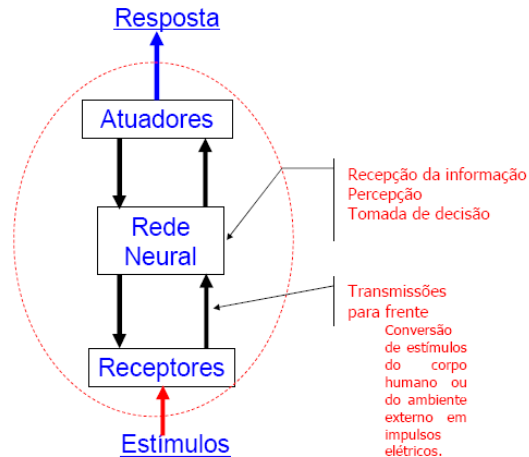 Resposta
Atuadores
Rede
Neural
Receptores
Estímulos
Recepção da informação
Percepção
Tomada de decisão
Transmissões
para frente
Conversão
de estímulos
do corpo
humano ou
do ambiente
externo em
impulsos
elétricos.